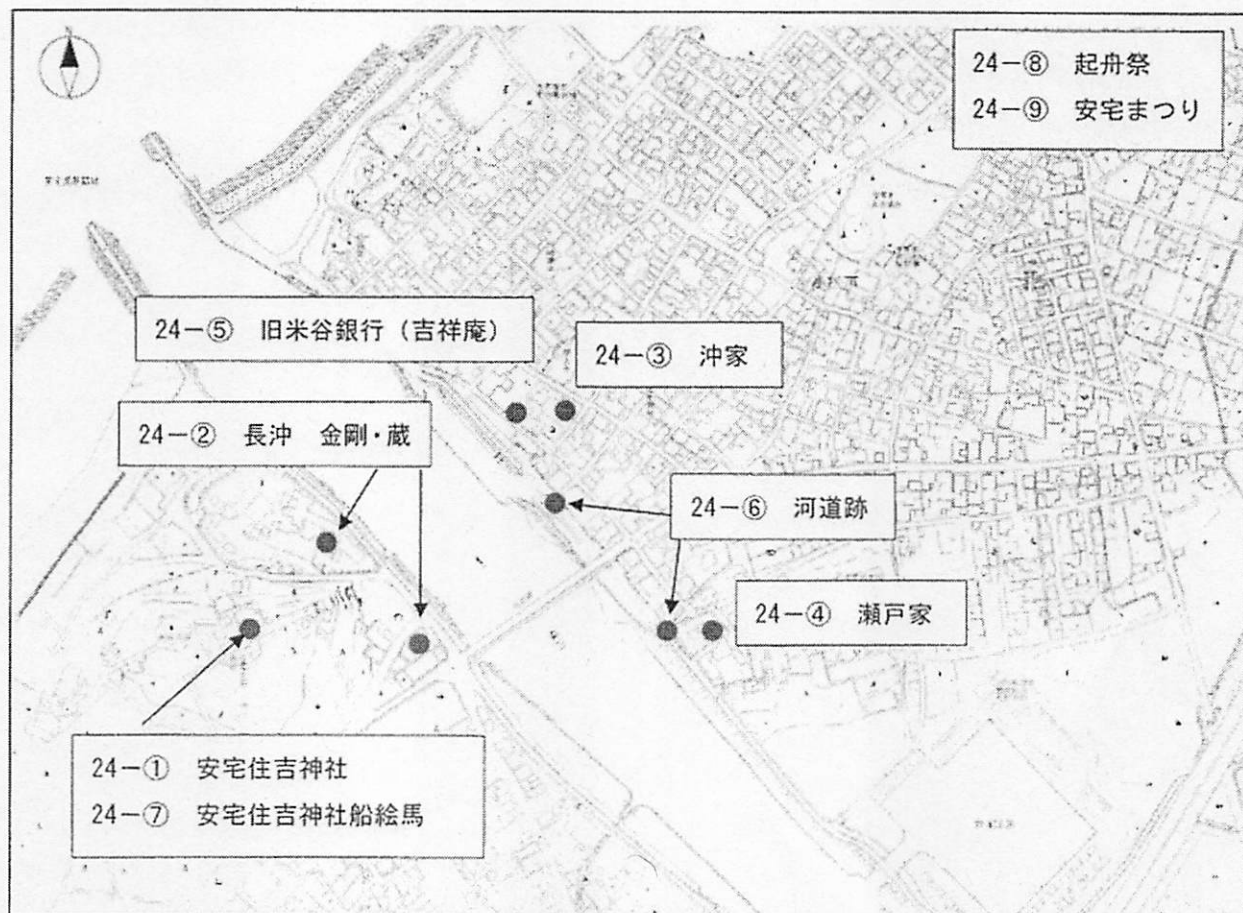 24-⑧ 起舟祭
24-⑨ 安宅まつり
24-⑤ 旧米谷銀行（吉祥庵）
24-③ 沖家
24-② 長沖 金剛・蔵
24-⑥ 河道跡
24-④ 瀬戸家
24-① 安宅住吉神社
24-⑦ 安宅住吉神社船絵馬